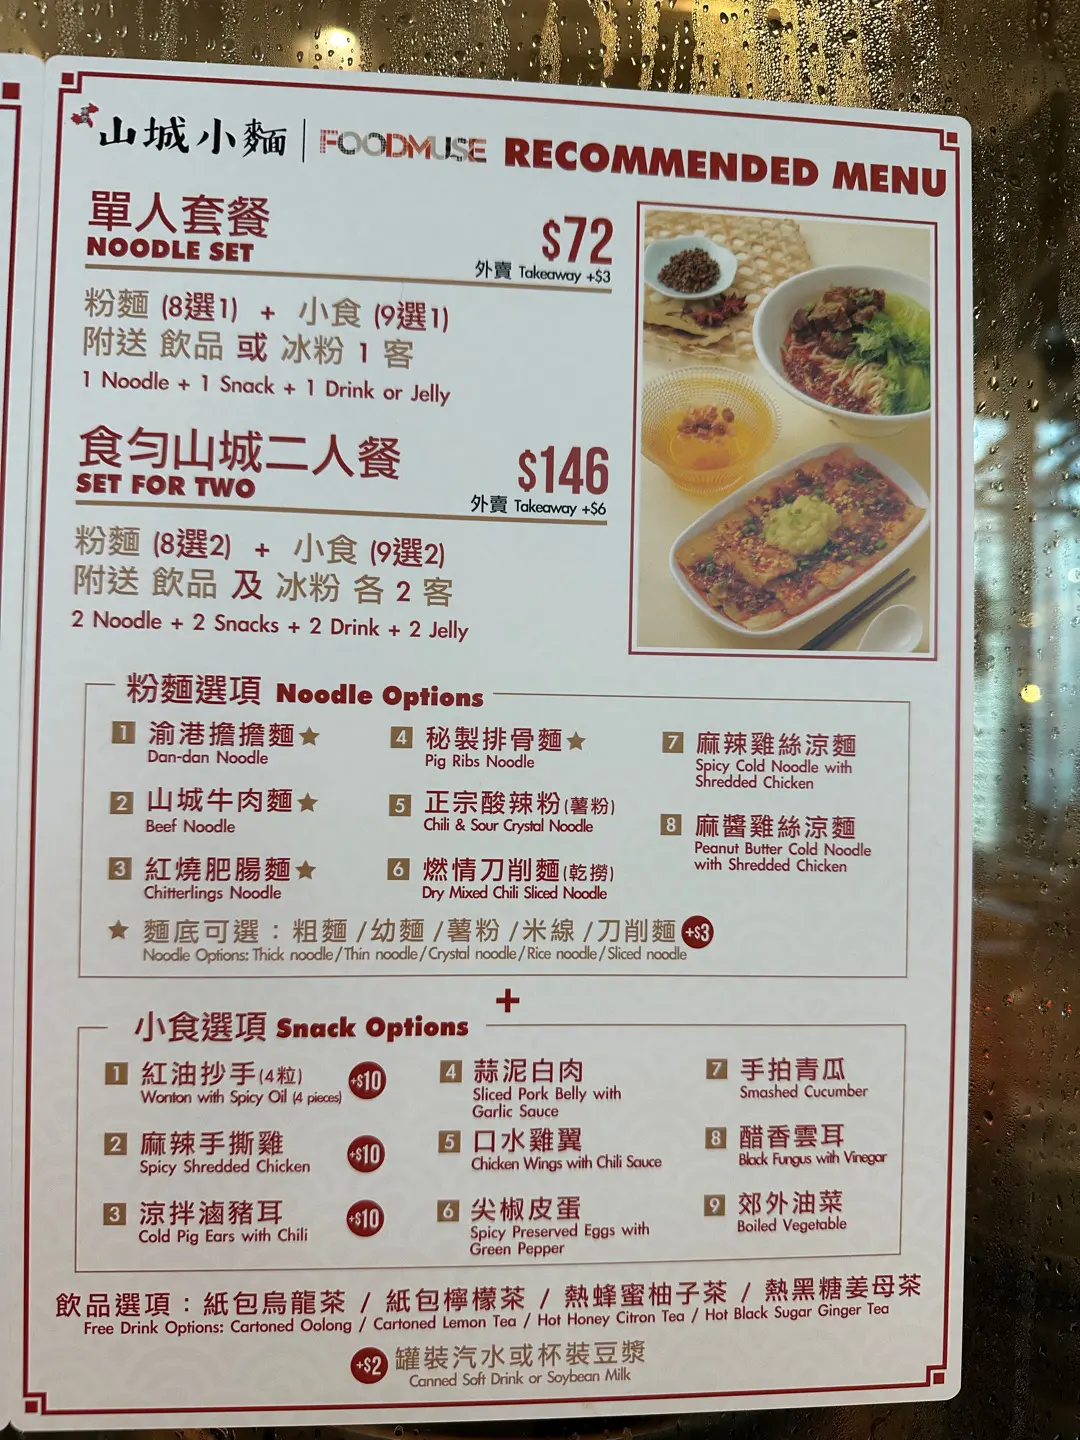 山城小麵 | FOODMUSE RECOMMENDED MENU
單人套餐
NOODLE SET
$72
外賣 Takeaway +$3
粉麵 (8選1) + 小食 (9選1)
附送 飲品 或 冰粉 1 客
1 Noodle + 1 Snack + 1 Drink or Jelly
食勻山城二人餐
SET FOR TWO
$146
外賣 Takeaway +$6
粉麵 (8選2) + 小食 (9選2)
附送 飲品 及 冰粉 各 2 客
2 Noodle + 2 Snacks + 2 Drink + 2 Jelly
粉麵選項 Noodle Options
1 渝港擔擔麵★
Dan-dan Noodle
2 山城牛肉麵★
Beef Noodle
3 紅燒肥腸麵★
Chitterlings Noodle
4 秘製排骨麵★
Pig Ribs Noodle
5 正宗酸辣粉(薯粉)
Chili & Sour Crystal Noodle
6 燃情刀削麵(乾撈)
Dry Mixed Chili Sliced Noodle
7 麻辣雞絲涼麵
Spicy Cold Noodle with
Shredded Chicken
8 麻醬雞絲涼麵
Peanut Butter Cold Noodle
with Shredded Chicken
★ 麵底可選：粗麵 /幼麵 /薯粉 /米線 /刀削麵 +$3
Noodle Options: Thick noodle/Thin noodle/Crystal noodle/Rice noodle/Sliced noodle
+
小食選項 Snack Options
1 紅油抄手(4粒) +$10
Wonton with Spicy Oil (4 pieces)
2 麻辣手撕雞 +$10
Spicy Shredded Chicken
3 涼拌滷豬耳 +$10
Cold Pig Ears with Chili
4 蒜泥白肉
Sliced Pork Belly with
Garlic Sauce
5 口水雞翼
Chicken Wings with Chili Sauce
6 尖椒皮蛋
Spicy Preserved Eggs with
Green Pepper
7 手拍青瓜
Smashed Cucumber
8 醋香雲耳
Black Fungus with Vinegar
9 郊外油菜
Boiled Vegetable
飲品選項：紙包烏龍茶 / 紙包檸檬茶 / 熱蜂蜜柚子茶 / 熱黑糖姜母茶
Free Drink Options: Cartoned Oolong / Cartoned Lemon Tea / Hot Honey Citron Tea / Hot Black Sugar Ginger Tea
+$2 罐裝汽水或杯裝豆漿
Canned Soft Drink or Soybean Milk